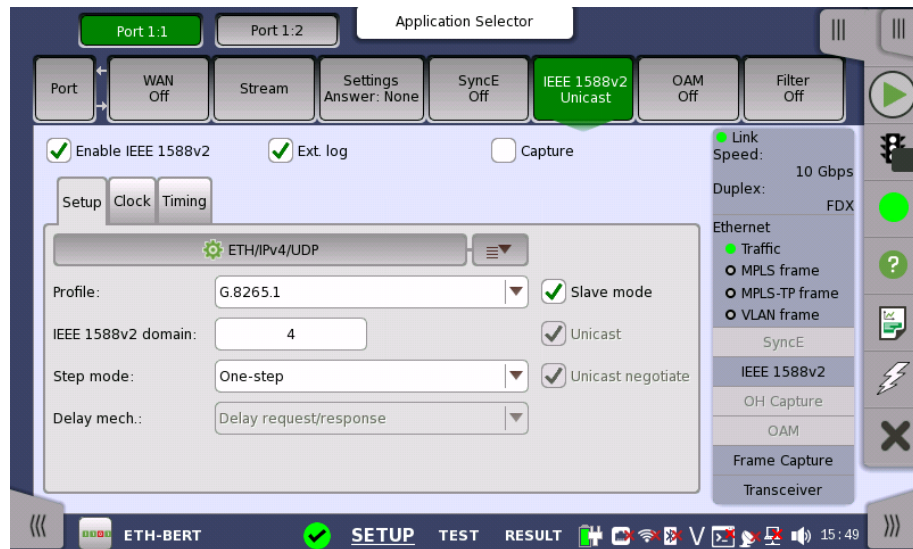 Application Selector
Port 1:1
Port 1:2
Port
WAN
Off
Stream
Settings
Answer: None
SyncE
Off
IEEE 1588v2
Unicast
OAM
Off
Filter
Off
Enable IEEE 1588v2
Ext. log
Capture
Setup
Clock
Timing
ETH/IPv4/UDP
Profile:
G.8265.1
Slave mode
IEEE 1588v2 domain:
4
Unicast
Step mode:
One-step
Unicast negotiate
Delay mech.:
Delay request/response
Link
Speed:
10 Gbps
Duplex:
FDX
Ethernet
Traffic
MPLS frame
MPLS-TP frame
VLAN frame
SyncE
IEEE 1588v2
OH Capture
OAM
Frame Capture
Transceiver
ETH-BERT
SETUP
TEST
RESULT
V
15:49